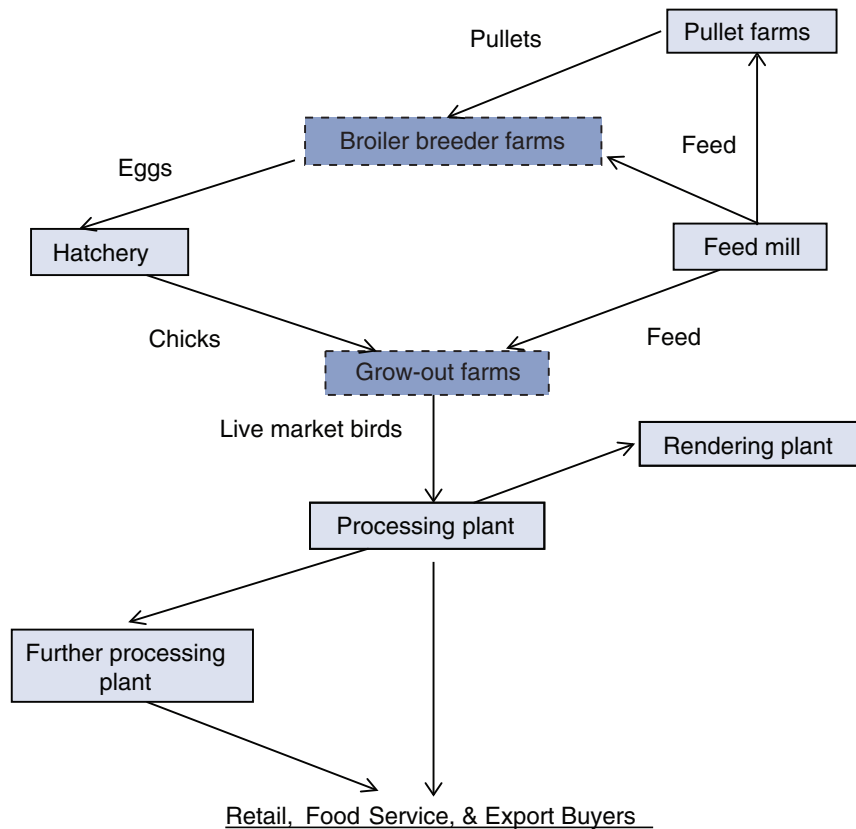 Pullet farms
Pullets
Broiler breeder farms
Feed
Eggs
Hatchery
Feed mill
Chicks
Feed
Grow-out farms
Live market birds
Rendering plant
Processing plant
Further processing
plant
Retail, Food Service, & Export Buyers